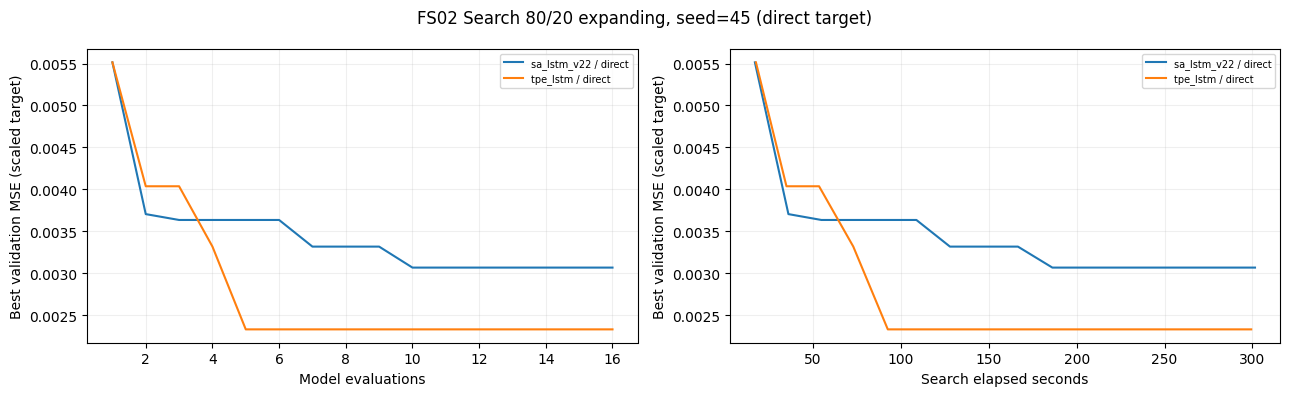 FS02 Search 80/20 expanding, seed=45 (direct target)
Best validation MSE (scaled target)
0.0055
0.0050
0.0045
0.0040
0.0035
0.0030
0.0025
sa_lstm_v22 / direct
tpe_lstm / direct
2 4 6 8 10 12 14 16
Model evaluations
Best validation MSE (scaled target)
0.0055
0.0050
0.0045
0.0040
0.0035
0.0030
0.0025
sa_lstm_v22 / direct
tpe_lstm / direct
50 100 150 200 250 300
Search elapsed seconds